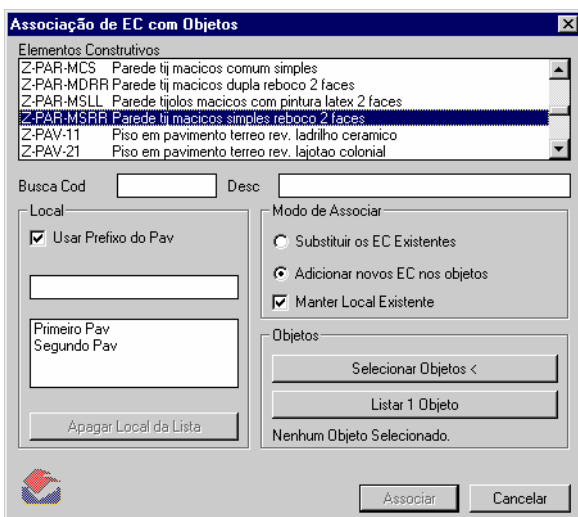 Associação de EC com Objetos
Elementos Construtivos
Z-PAR-MCS Parede tij macicos comum simples
Z-PAR-MDRR Parede tij macicos dupla reboco 2 faces
Z-PAR-MSLL Parede tijolos macicos com pintura latex 2 faces
Z-PAR-MSRR Parede tij macicos simples reboco 2 faces
Z-PAV-11 Piso em pavimento terreo rev. ladrilho ceramico
Z-PAV-21 Piso em pavimento terreo rev. lajotao colonial
Busca Cod Desc
Local
Usar Prefixo do Pav
Primeiro Pav
Segundo Pav
Apagar Local da Lista
Modo de Associar
Substituir os EC Existentes
Adicionar novos EC nos objetos
Manter Local Existente
Objetos
Selecionar Objetos <
Listar 1 Objeto
Nenhum Objeto Selecionado.
Associar Cancelar